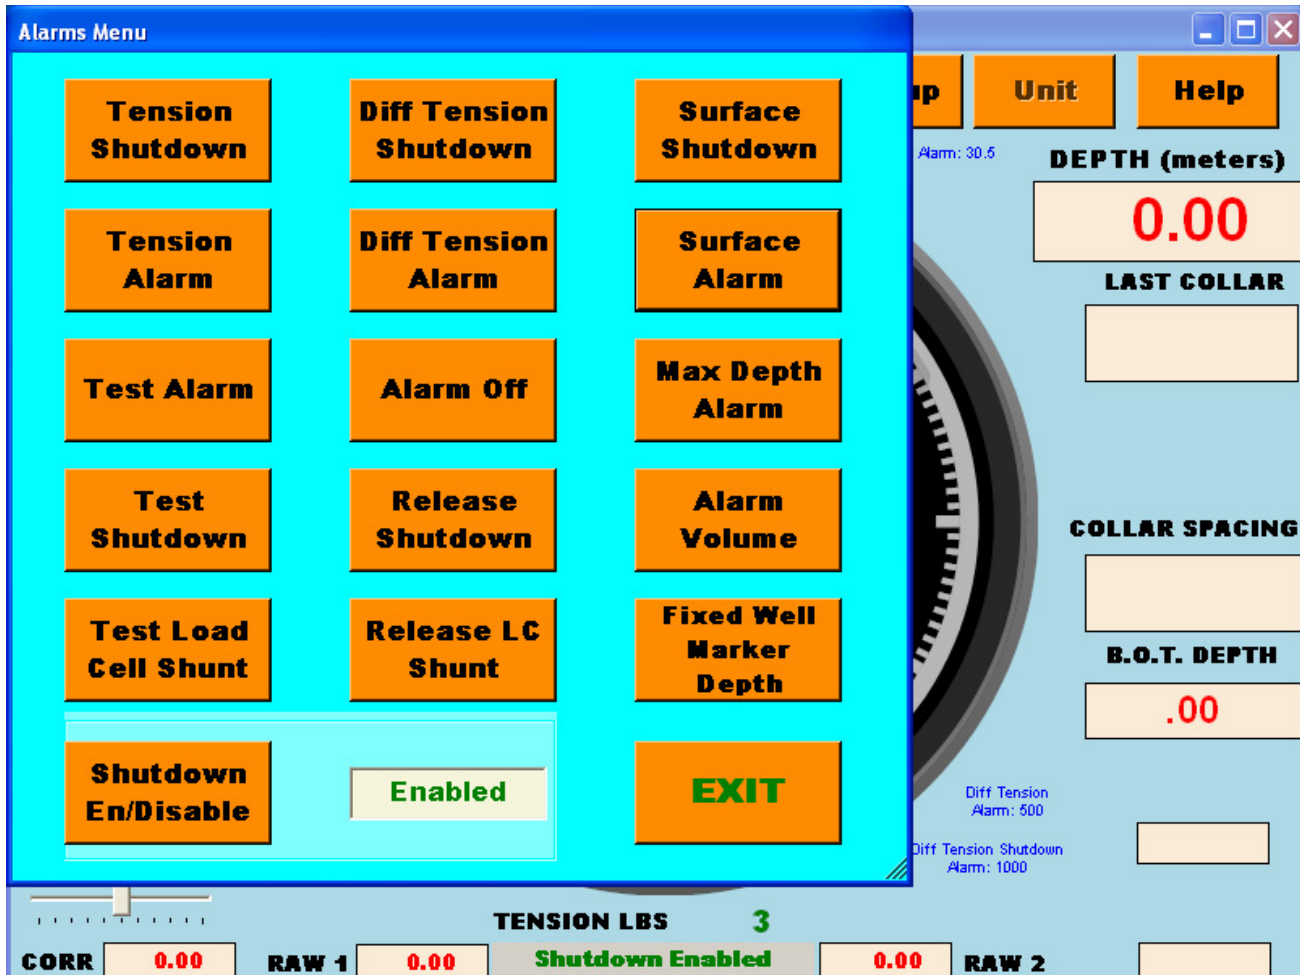 Alarms Menu
Tension
Shutdown
Diff Tension
Shutdown
Surface
Shutdown
Tension
Alarm
Diff Tension
Alarm
Surface
Alarm
Test Alarm
Alarm Off
Max Depth
Alarm
Test
Shutdown
Release
Shutdown
Alarm
Volume
Test Load
Cell Shunt
Release LC
Shunt
Fixed Well
Marker
Depth
Shutdown
En/Disable
Enabled
EXIT
up
Unit
Help
Alarm: 30.5
DEPTH (meters)
0.00
LAST COLLAR
COLLAR SPACING
B.O.T. DEPTH
.00
Diff Tension
Alarm: 500
Diff Tension Shutdown
Alarm: 1000
TENSION LBS 3
CORR 0.00 RAW 1 0.00 Shutdown Enabled 0.00 RAW 2